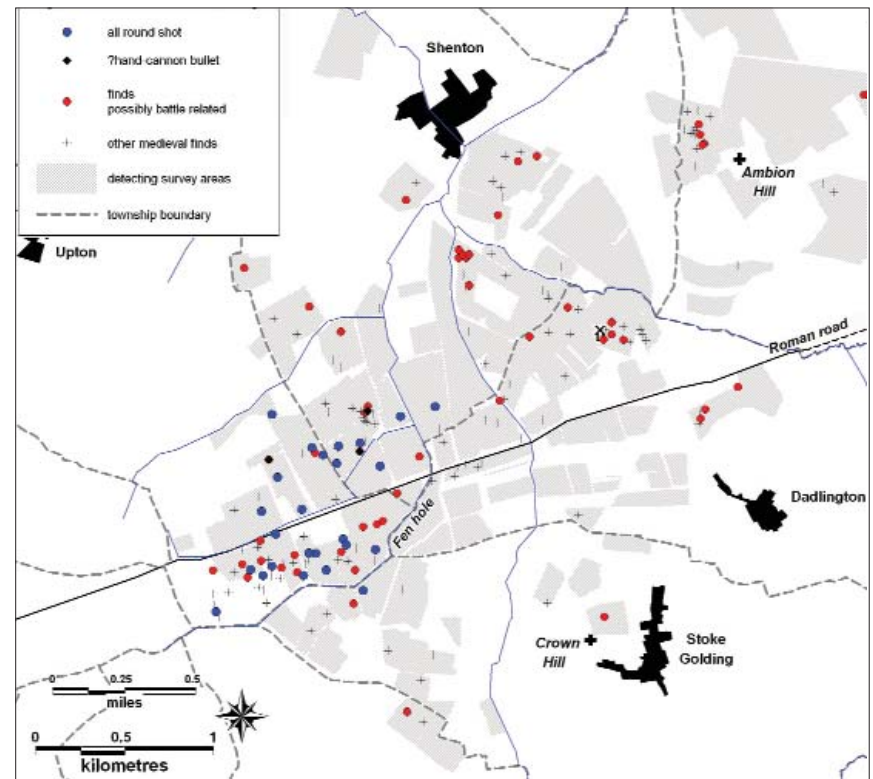 all round shot
?hand-cannon bullet
finds
possibly battle related
other medieval finds
detecting survey areas
township boundary
Shenton
Ambion
Hill
Upton
Roman road
Dadlington
Fen hole
Crown
Hill
Stoke
Golding
0 0.25 0.5
miles
0 0,5 1
kilometres